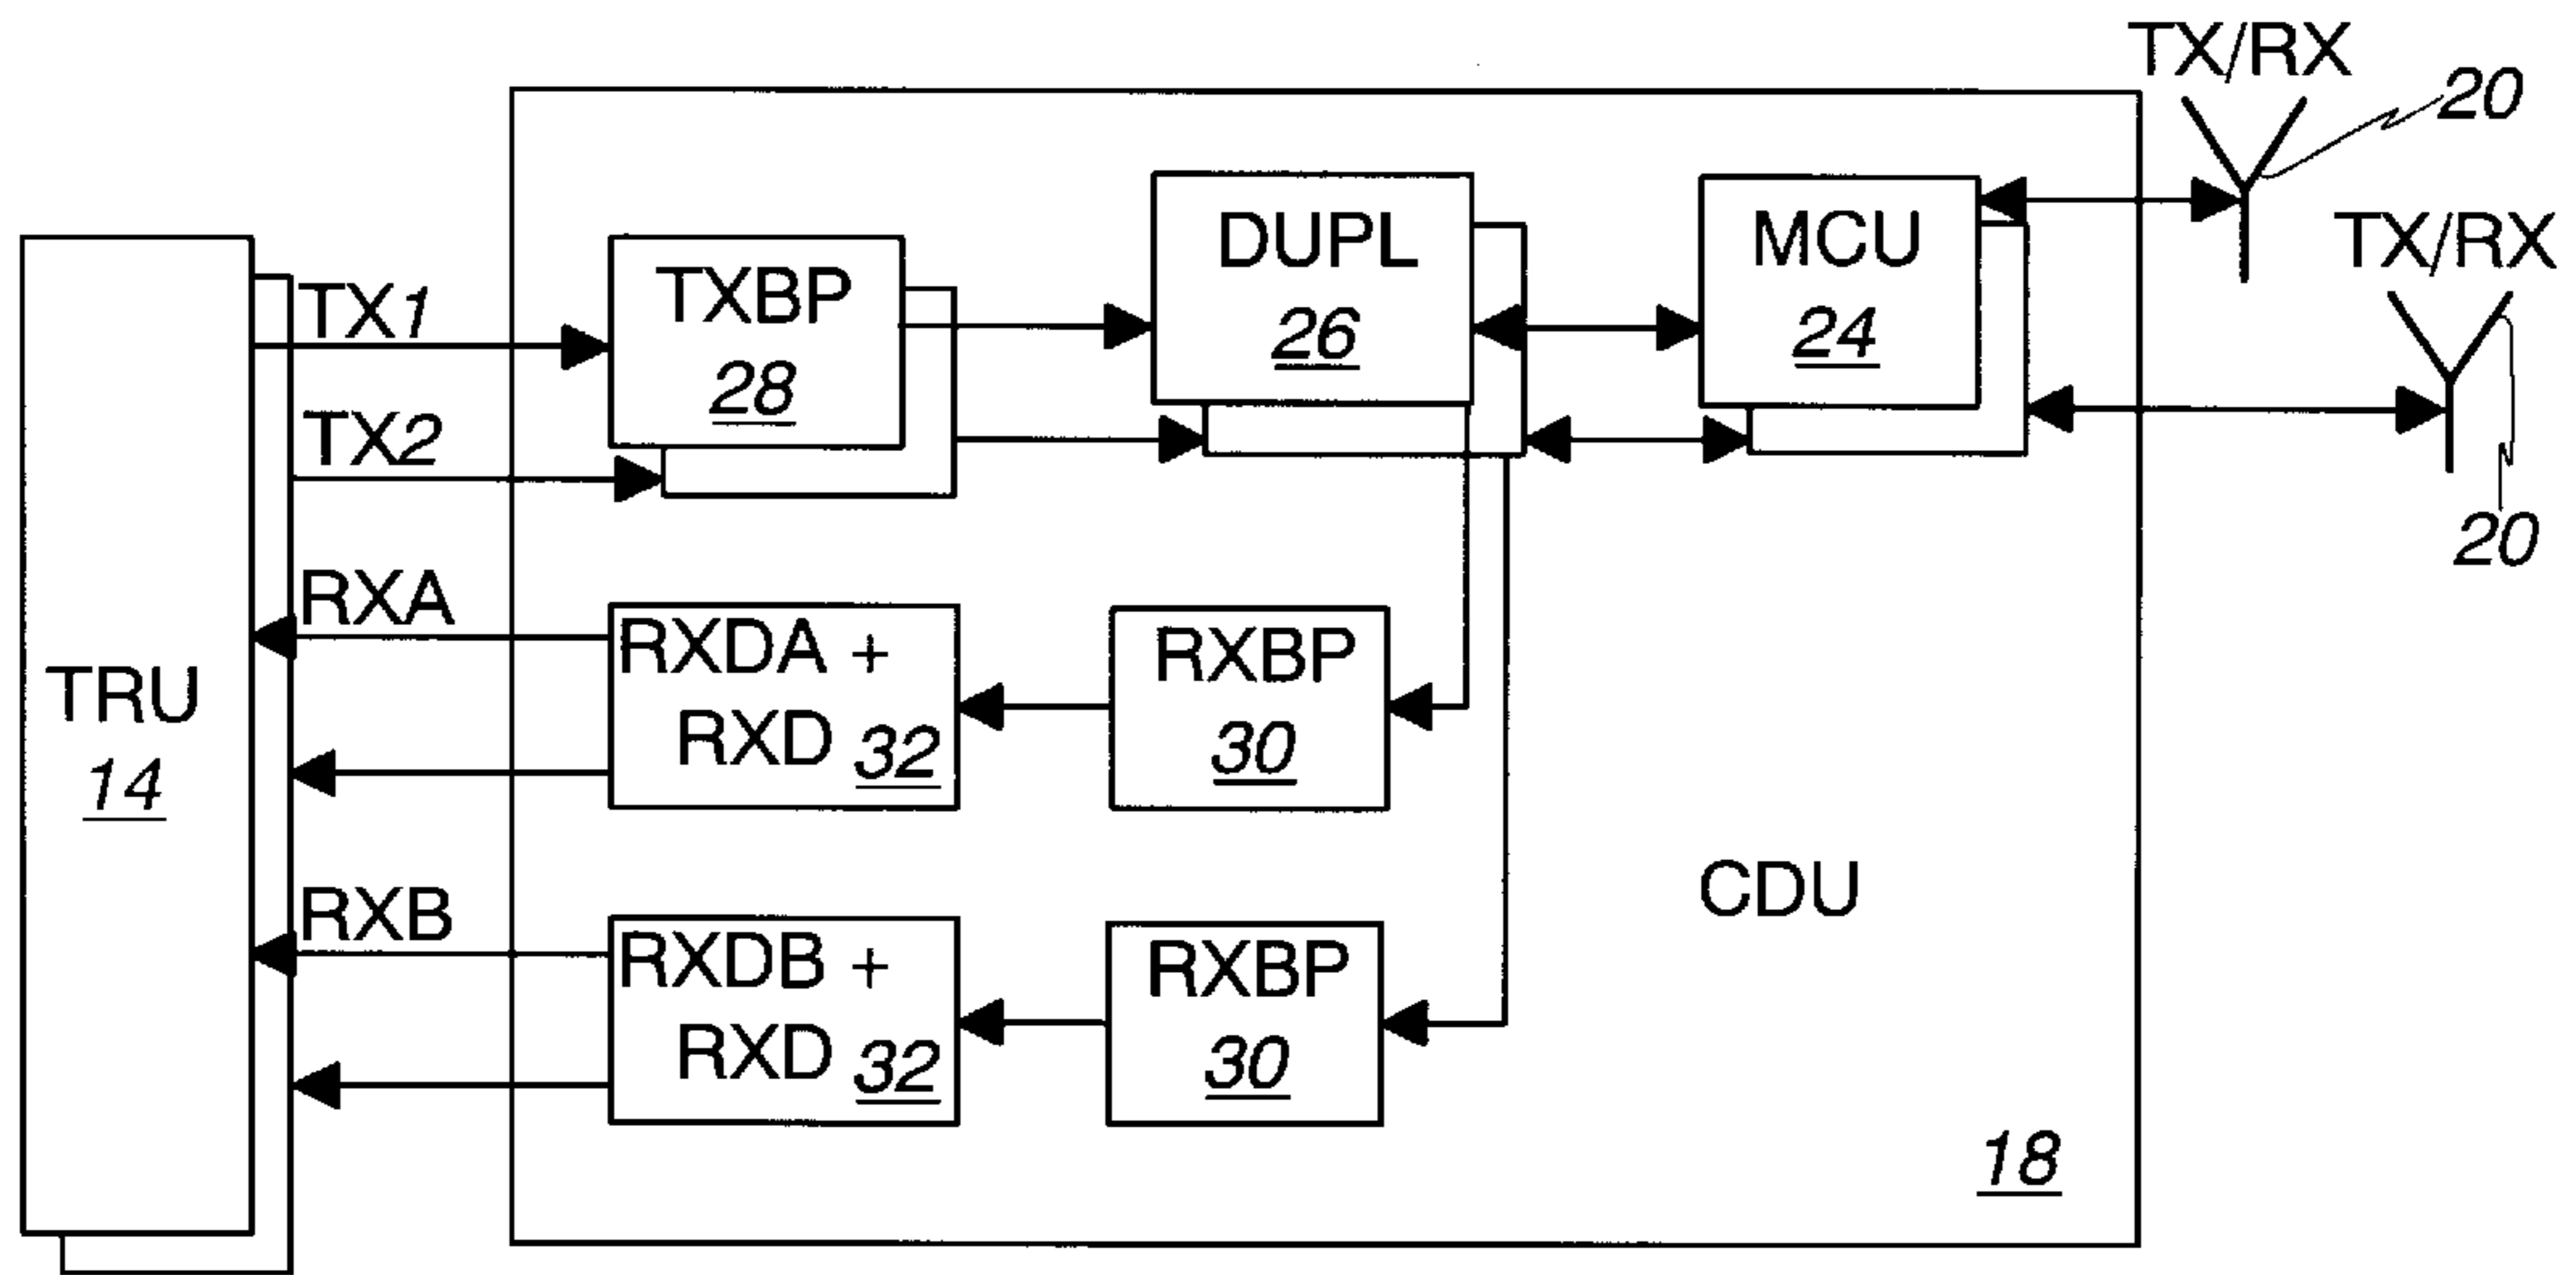 TX/RX
20
TX/RX
20
TXBP
28
DUPL
26
MCU
24
TX1
TX2
RXA
RXB
TRU
14
RXDA +
RXD 32
RXBP
30
RXDB +
RXD 32
RXBP
30
CDU
18